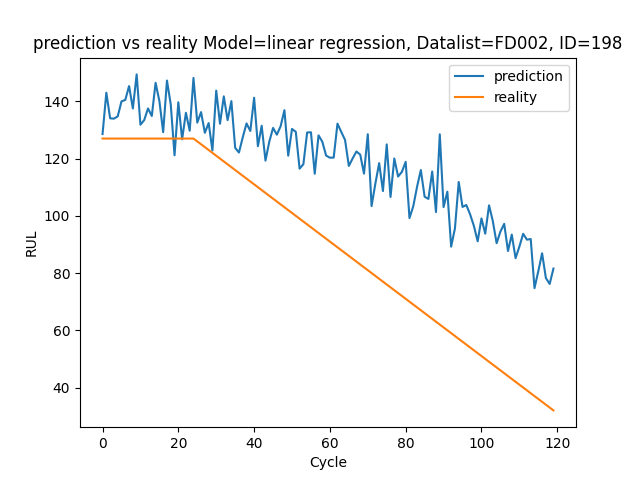 prediction vs reality Model=linear regression, Datalist=FD002, ID=198
prediction
reality
RUL
140
120
100
80
60
40
0 20 40 60 80 100 120
Cycle